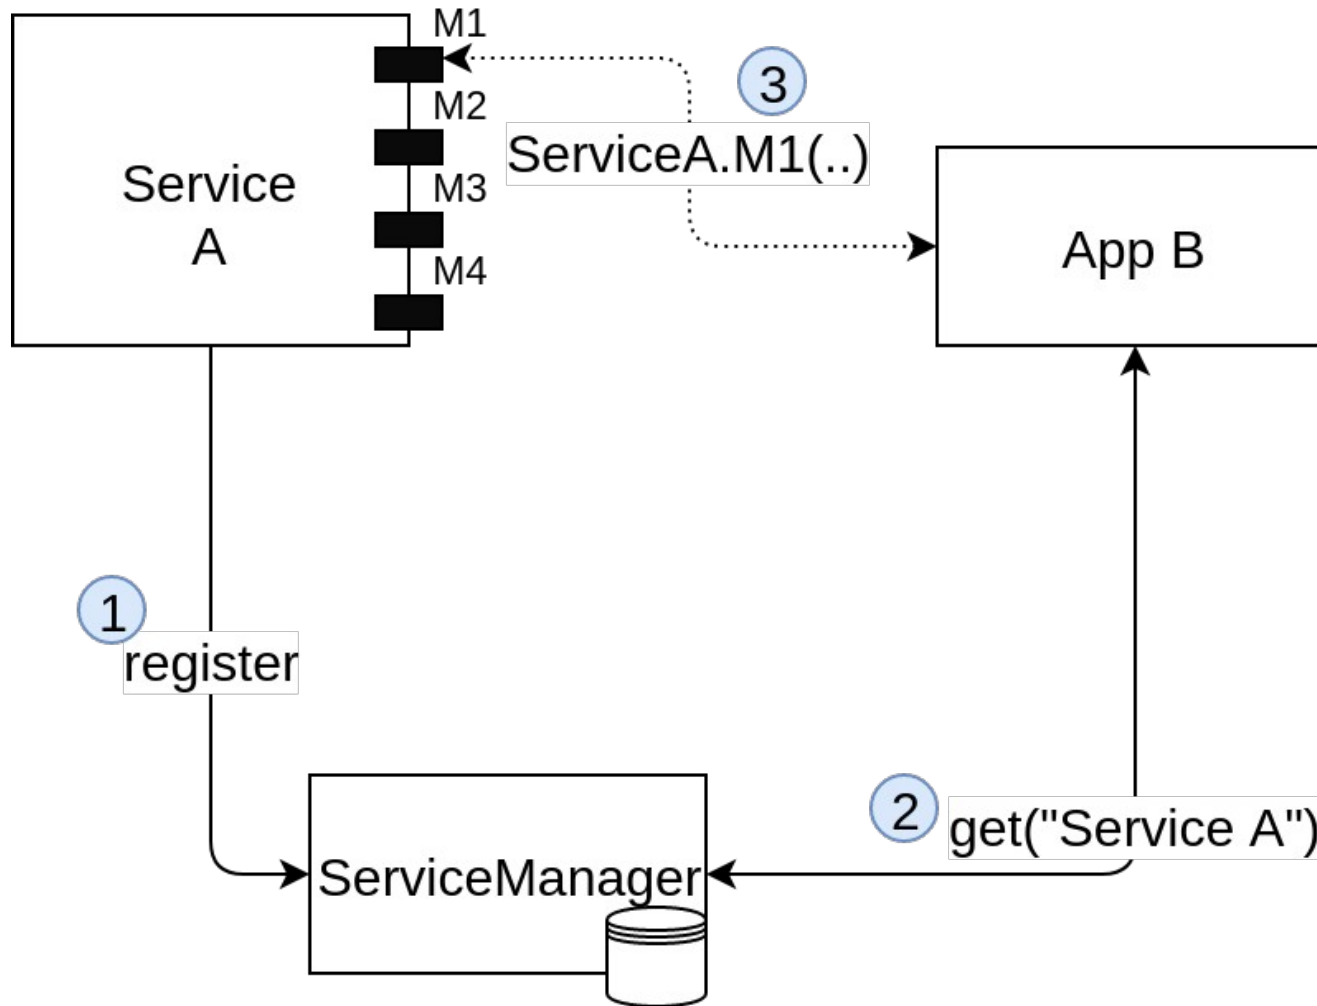 M1
M2
M3
M4
Service
A
3
ServiceA.M1(..)
App B
1
register
2
get("Service A")
ServiceManager